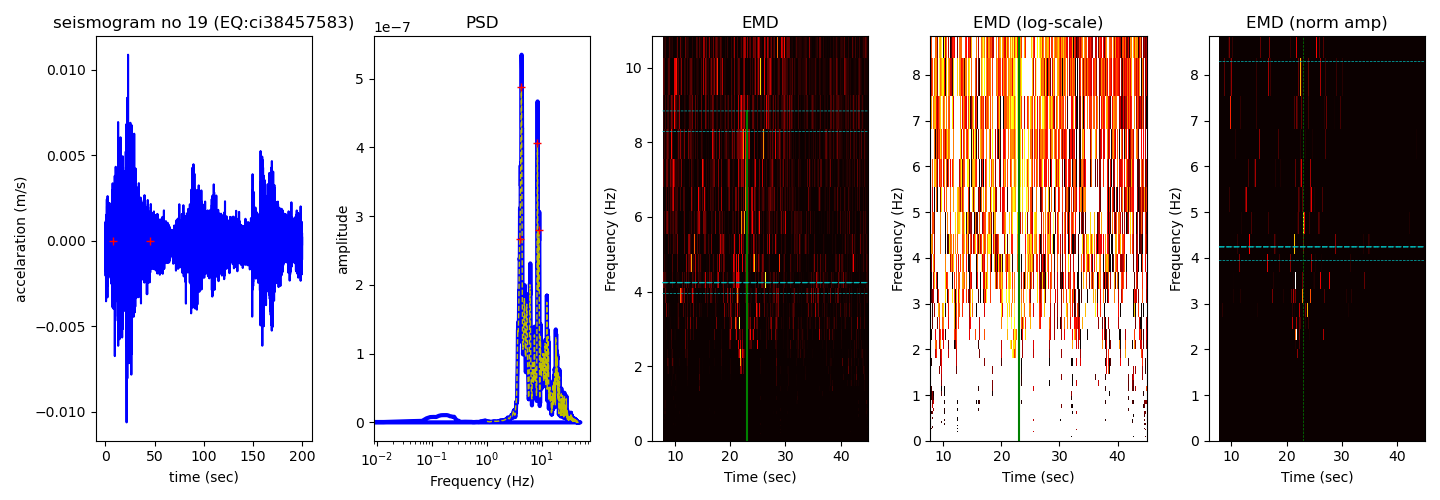 seismogram no 19 (EQ:ci38457583)
accelaration (m/s)
0.010
0.005
0.000
−0.005
−0.010
0 50 100 150 200
time (sec)
PSD
1e−7
amplitude
5
4
3
2
1
0
10−2 10−1 100 101
Frequency (Hz)
EMD
Frequency (Hz)
10
8
6
4
2
0
10 20 30 40
Time (sec)
EMD (log-scale)
Frequency (Hz)
8
7
6
5
4
3
2
1
0
10 20 30 40
Time (sec)
EMD (norm amp)
Frequency (Hz)
8
7
6
5
4
3
2
1
0
10 20 30 40
Time (sec)